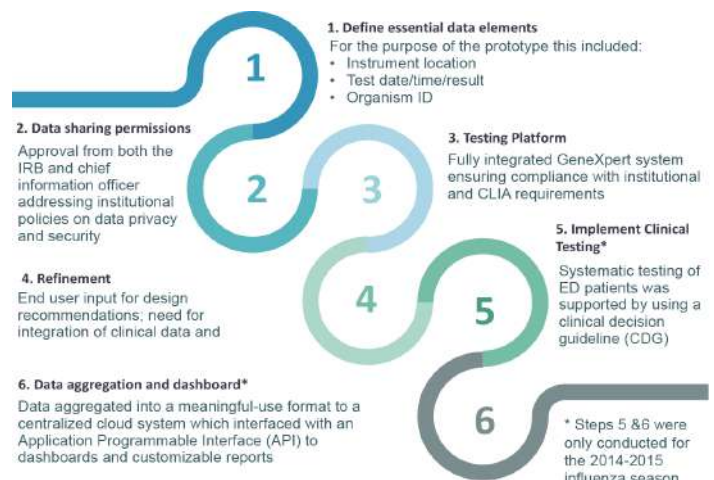 1. Define essential data elements
For the purpose of the prototype this included:
• Instrument location
• Test date/time/result
• Organism ID
1
2. Data sharing permissions
Approval from both the
IRB and chief
information officer
addressing institutional
policies on data privacy
and security
2
3. Testing Platform
Fully integrated GeneXpert system
ensuring compliance with institutional
and CLIA requirements
3
4. Refinement
End user input for design
recommendations; need for
integration of clinical data and
4
5. Implement Clinical
Testing*
Systematic testing of
ED patients was
supported by using a
clinical decision
guideline (CDG)
5
6. Data aggregation and dashboard*
Data aggregated into a meaningful-use format to a
centralized cloud system which interfaced with an
Application Programmable Interface (API) to
dashboards and customizable reports
6
* Steps 5 &6 were
only conducted for
the 2014-2015
influenza season